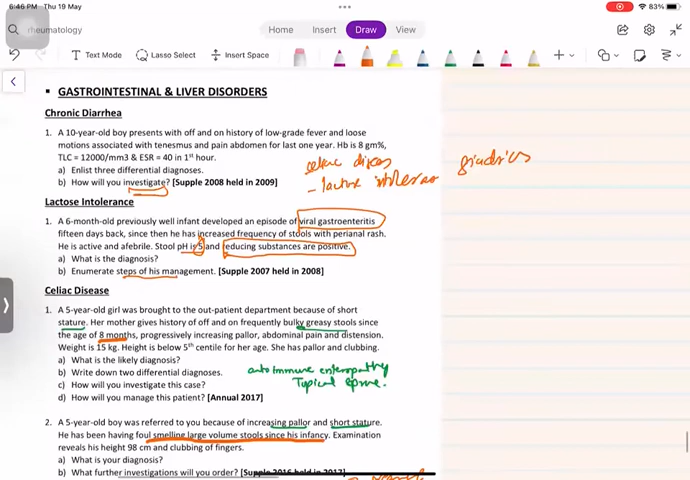 6:46 PM Thu 19 May
83%
rheumatology
Home Insert Draw View
Text Mode Lasso Select Insert Space
GASTROINTESTINAL & LIVER DISORDERS
Chronic Diarrhea
1. A 10-year-old boy presents with off and on history of low-grade fever and loose
motions associated with tenesmus and pain abdomen for last one year. Hb is 8 gm%,
TLC = 12000/mm3 & ESR = 40 in 1st hour.
a) Enlist three differential diagnoses.
b) How will you investigate? [Supple 2008 held in 2009]
- lactose
Lactose Intolerance
1. A 6-month-old previously well infant developed an episode of viral gastroenteritis
fifteen days back, since then he has increased frequency of stools with perianal rash.
He is active and afebrile. Stool pH is 5 and reducing substances are positive.
a) What is the diagnosis?
b) Enumerate steps of his management. [Supple 2007 held in 2008]
Celiac Disease
1. A 5-year-old girl was brought to the out-patient department because of short
stature. Her mother gives history of off and on frequently bulky greasy stools since
the age of 8 months, progressively increasing pallor, abdominal pain and distension.
Weight is 15 kg. Height is below 5th centile for her age. She has pallor and clubbing.
a) What is the likely diagnosis?
b) Write down two differential diagnoses.
c) How will you investigate this case?
d) How will you manage this patient? [Annual 2017]
auto immune enteropathy
2. A 5-year-old boy was referred to you because of increasing pallor and short stature.
He has been having foul smelling large volume stools since his infancy. Examination
reveals his height 98 cm and clubbing of fingers.
a) What is your diagnosis?
b) What further investigations will you order? [Supple 2016 held in 2017]